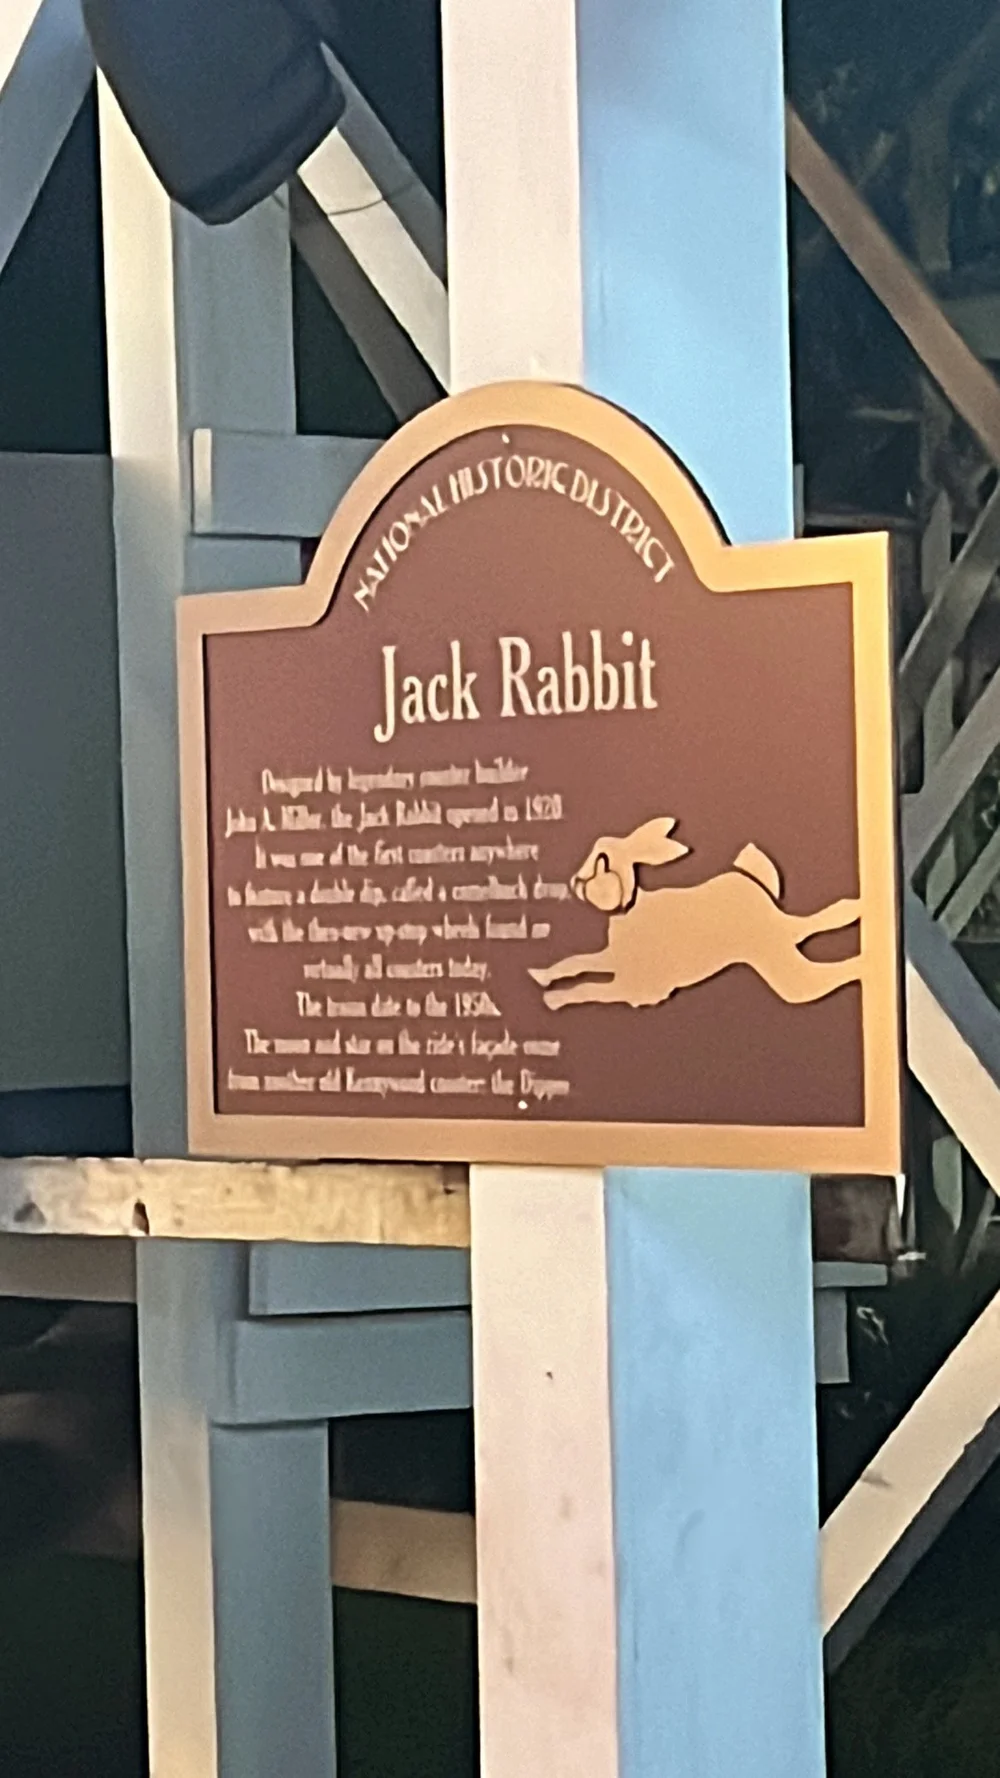 NATIONAL HISTORIC DISTRICT
Jack Rabbit
Designed by legendary coaster builder
John A. Miller, the Jack Rabbit opened in 1920.
It was one of the first coasters anywhere
to feature a double dip, called a camelback drop,
with the then-new up-stop wheels found on
virtually all coasters today.
The trains date to the 1950s.
The moon and star on the ride's façade come
from another old Kennywood coaster: the Dipper.